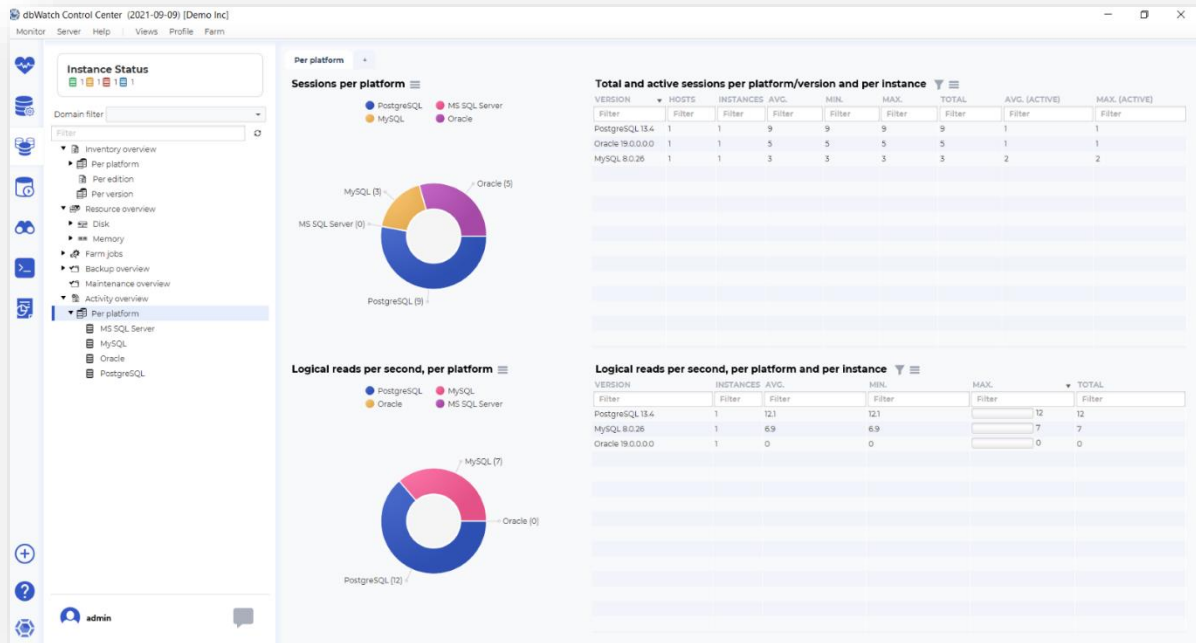 dbWatch Control Center (2021-09-09) [Demo Inc]
Monitor Server Help Views Profile Farm
Instance Status
1 1 1 1
Domain filter
Filter
Inventory overview
Per platform
Per edition
Per version
Resource overview
Disk
Memory
Farm jobs
Backup overview
Maintenance overview
Activity overview
Per platform
MS SQL Server
MySQL
Oracle
PostgreSQL
admin
Per platform +
Sessions per platform
PostgreSQL MS SQL Server
MySQL Oracle
MySQL (3)
Oracle (5)
MS SQL Server (0)
PostgreSQL (9)
Total and active sessions per platform/version and per instance
VERSION HOSTS INSTANCES AVG. MIN. MAX. TOTAL AVG. (ACTIVE) MAX. (ACTIVE)
Filter Filter Filter Filter Filter Filter Filter Filter Filter
PostgreSQL 13.4 1 1 9 9 9 9 1 1
Oracle 19.0.0.0.0 1 1 5 5 5 5 1 1
MySQL 8.0.26 1 1 3 3 3 3 2 2
Logical reads per second, per platform
PostgreSQL MySQL
Oracle MS SQL Server
MySQL (7)
Oracle (0)
PostgreSQL (12)
Logical reads per second, per platform and per instance
VERSION INSTANCES AVG. MIN. MAX. TOTAL
Filter Filter Filter Filter Filter Filter
PostgreSQL 13.4 1 12.1 12.1 12 12
MySQL 8.0.26 1 6.9 6.9 7 7
Oracle 19.0.0.0.0 1 0 0 0 0